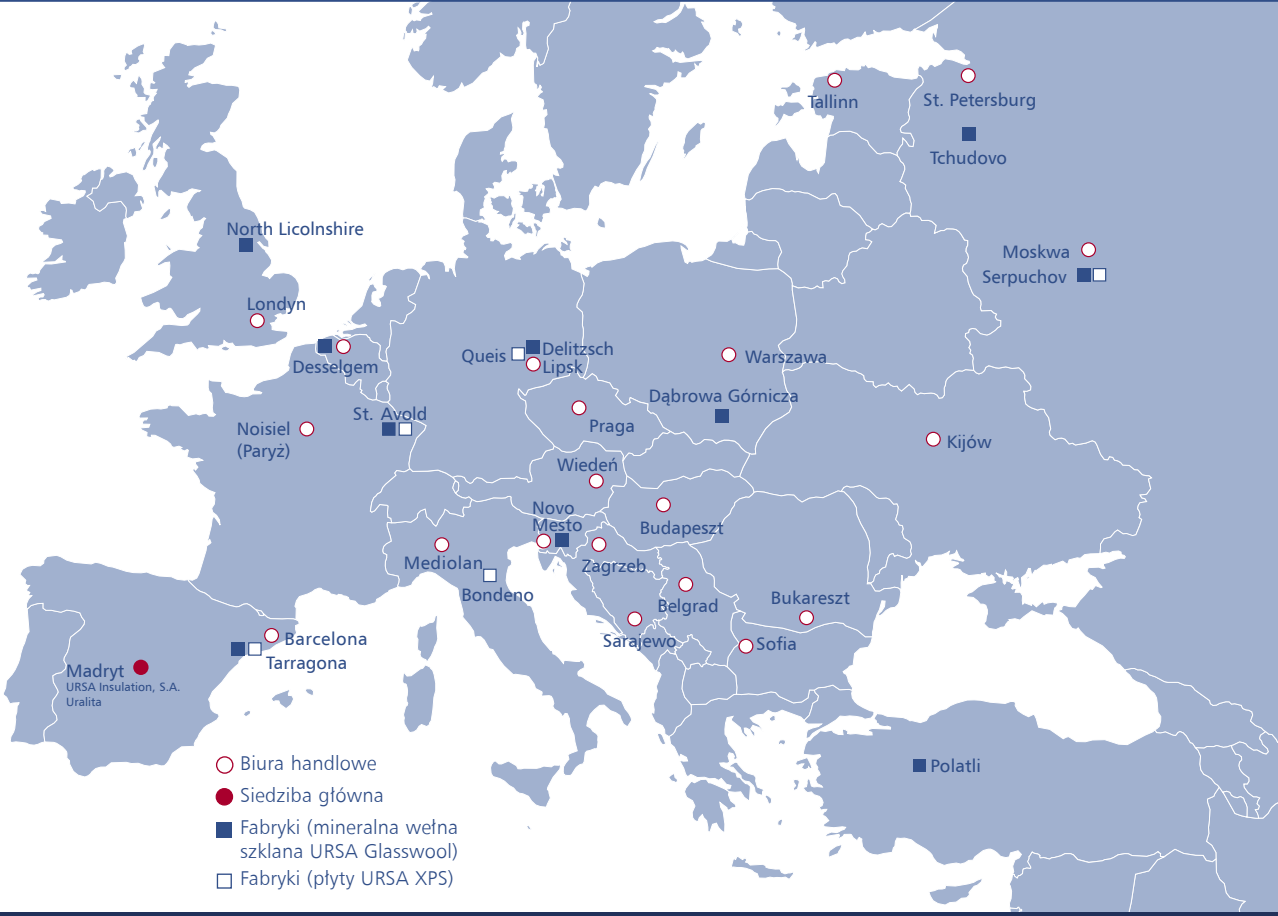 Tallinn
St. Petersburg
Tchudovo
North Licolnshire
Moskwa
Serpuchov
Londyn
Desselgem
Queis
Delitzsch
Lipsk
Warszawa
Dąbrowa Górnicza
St. Avold
Noisiel
(Paryż)
Praga
Kijów
Wiedeń
Novo
Mesto
Budapeszt
Mediolan
Zagrzeb
Bondeno
Belgrad
Bukareszt
Sarajewo
Sofia
Barcelona
Tarragona
Madryt
URSA Insulation, S.A.
Uralita
Polatli
Biura handlowe
Siedziba główna
Fabryki (mineralna wełna
szklana URSA Glasswool)
Fabryki (płyty URSA XPS)